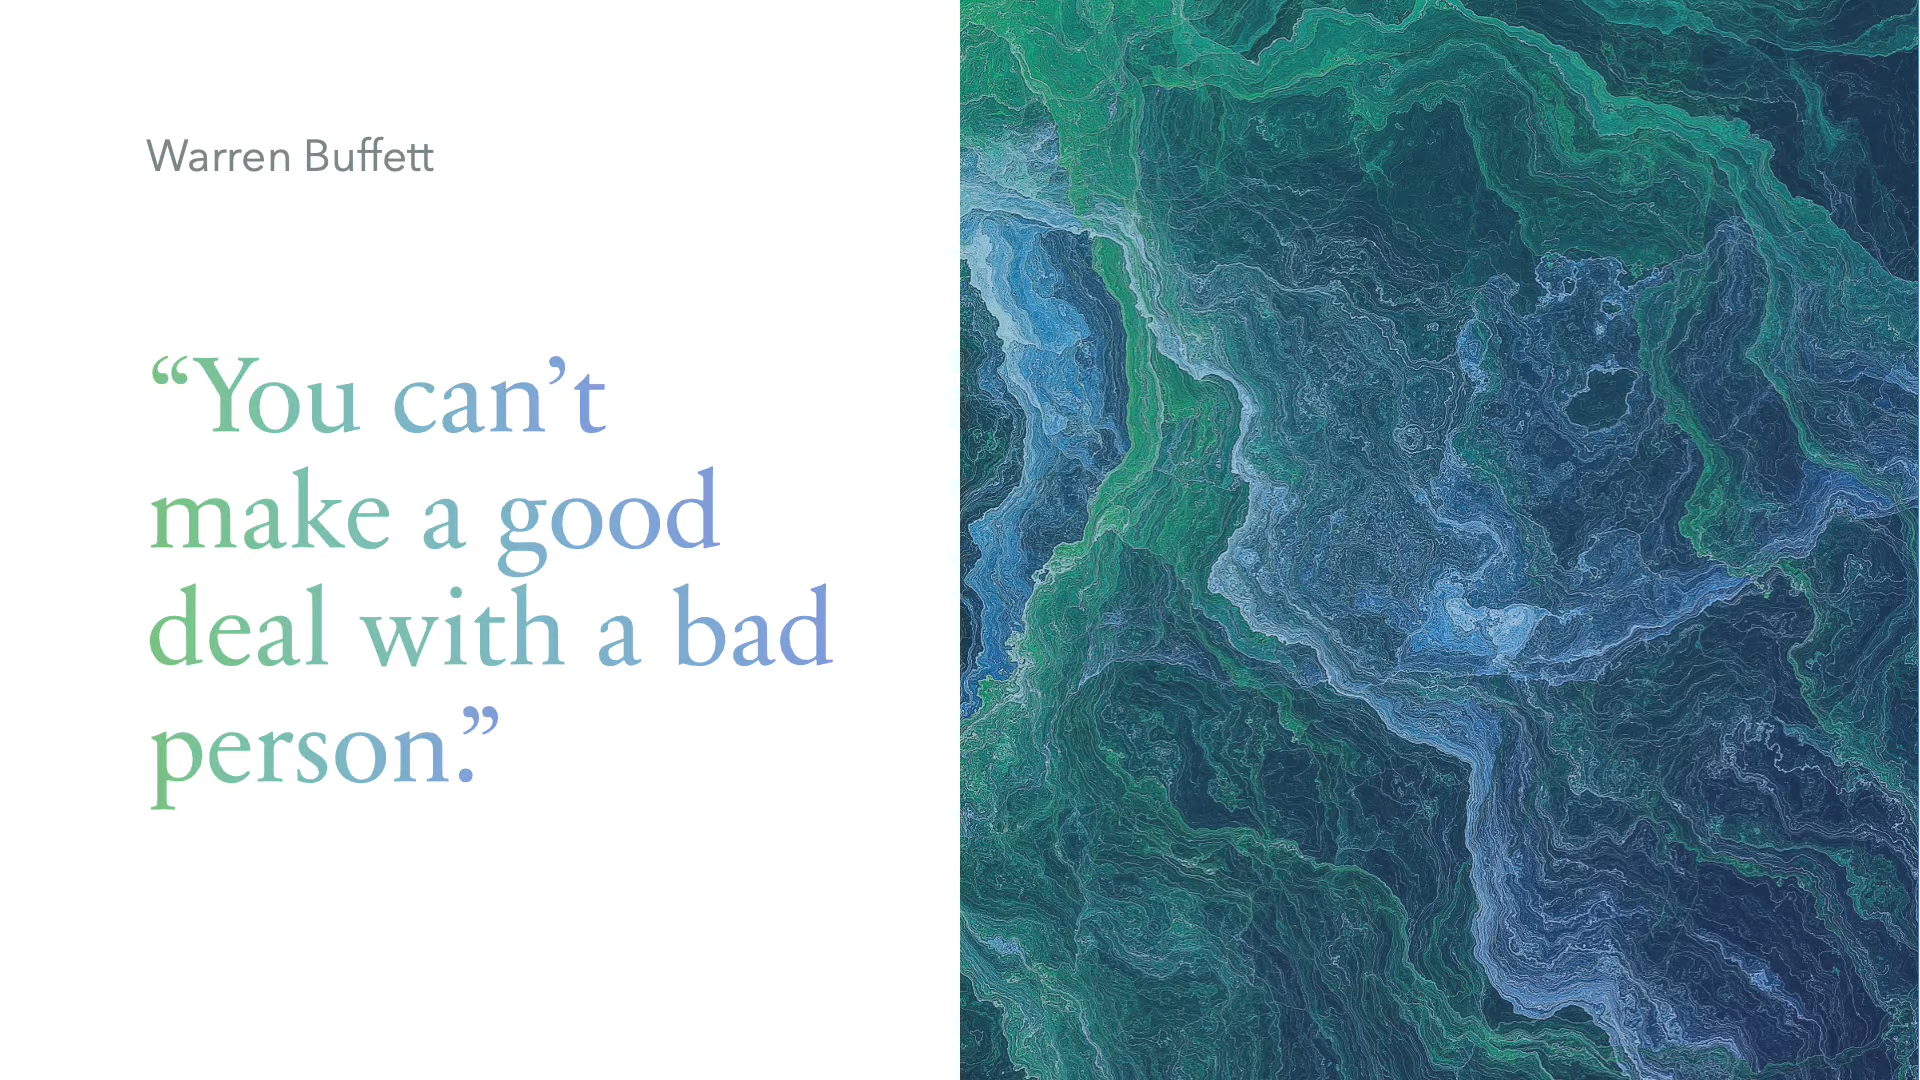 Warren Buffett
“You can’t
make a good
deal with a bad
person.”